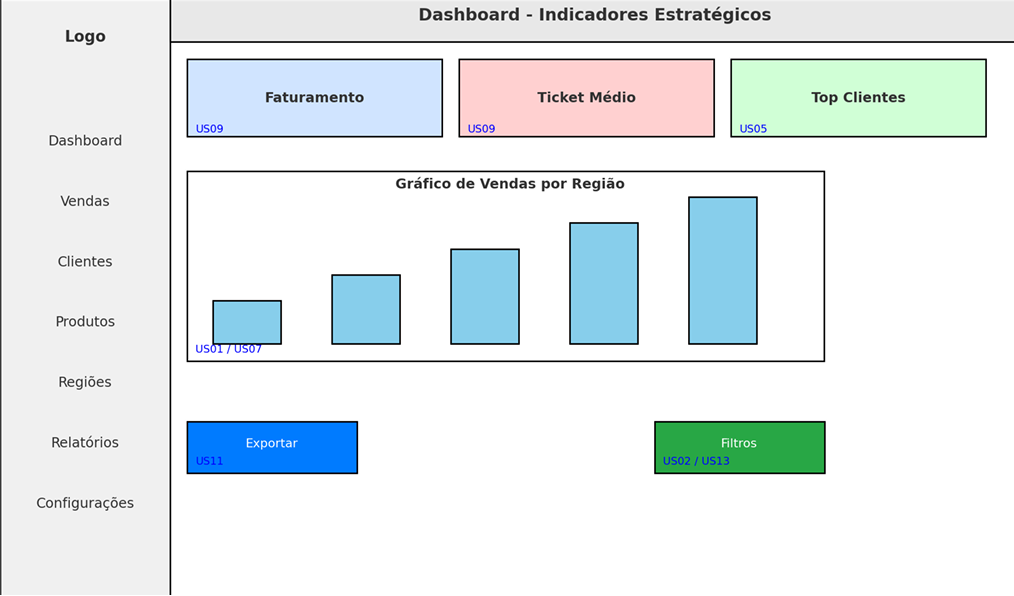 Dashboard - Indicadores Estratégicos
Logo
Dashboard
Vendas
Clientes
Produtos
Regiões
Relatórios
Configurações
Faturamento
US09
Ticket Médio
US09
Top Clientes
US05
Gráfico de Vendas por Região
US01 / US07
Exportar
US11
Filtros
US02 / US13